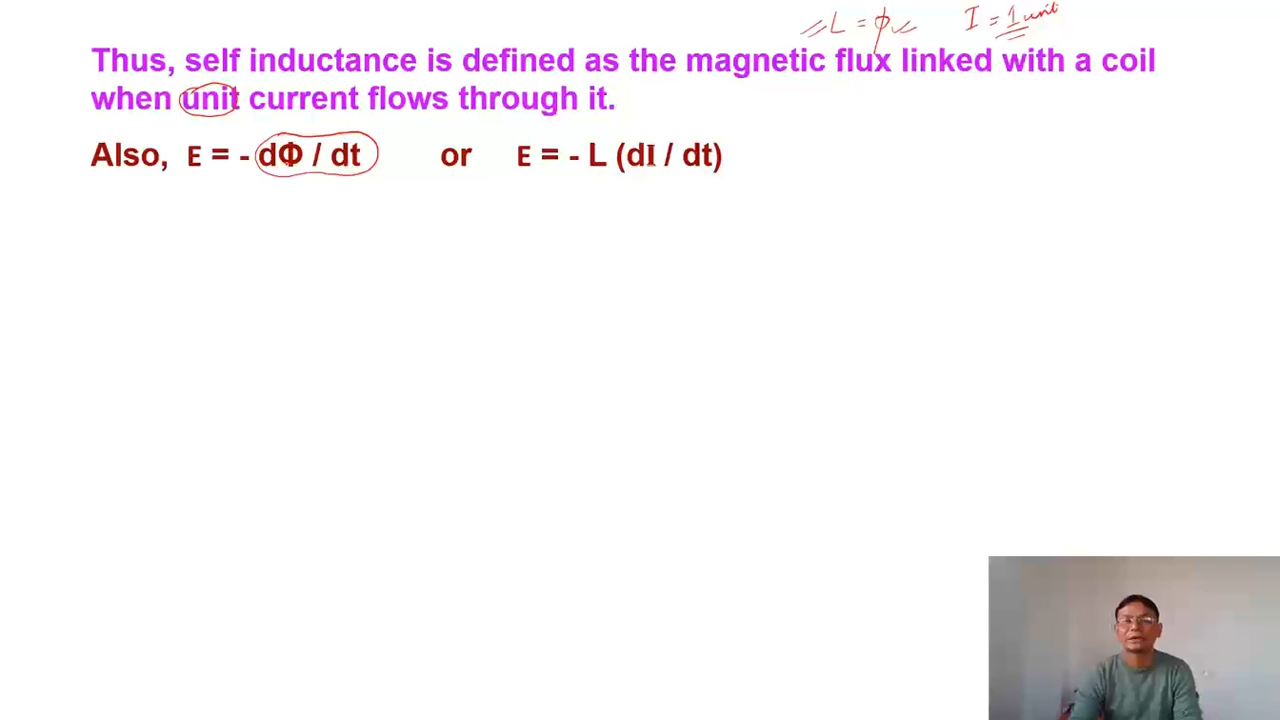 L = ϕ I = 1 unit
Thus, self inductance is defined as the magnetic flux linked with a coil
when unit current flows through it.
Also, E = - dΦ / dt or E = - L (dI / dt)